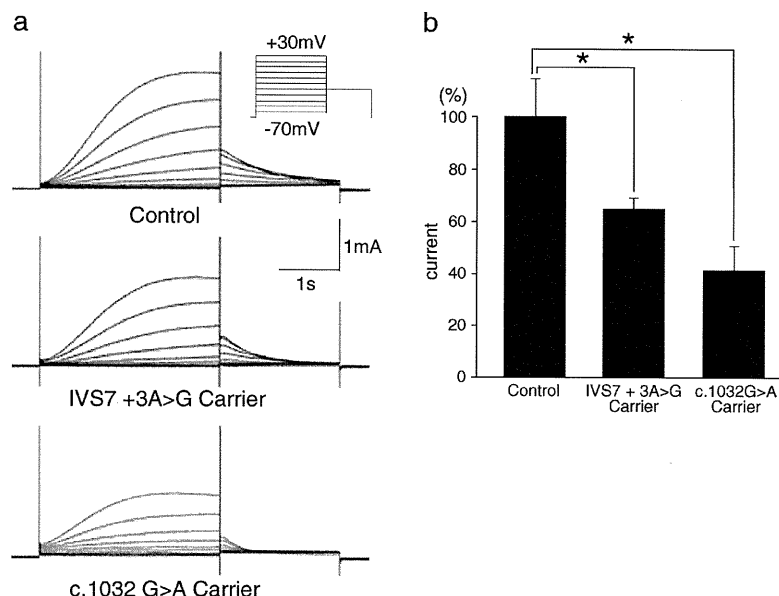 a
+30mV
-70mV
Control
1mA
1s
IVS7 +3A>G Carrier
c.1032 G>A Carrier
b
*
*
(%)
100
80
60
40
60
0
current
Control
IVS7 + 3A>G
Carrier
c.1032G>A
Carrier